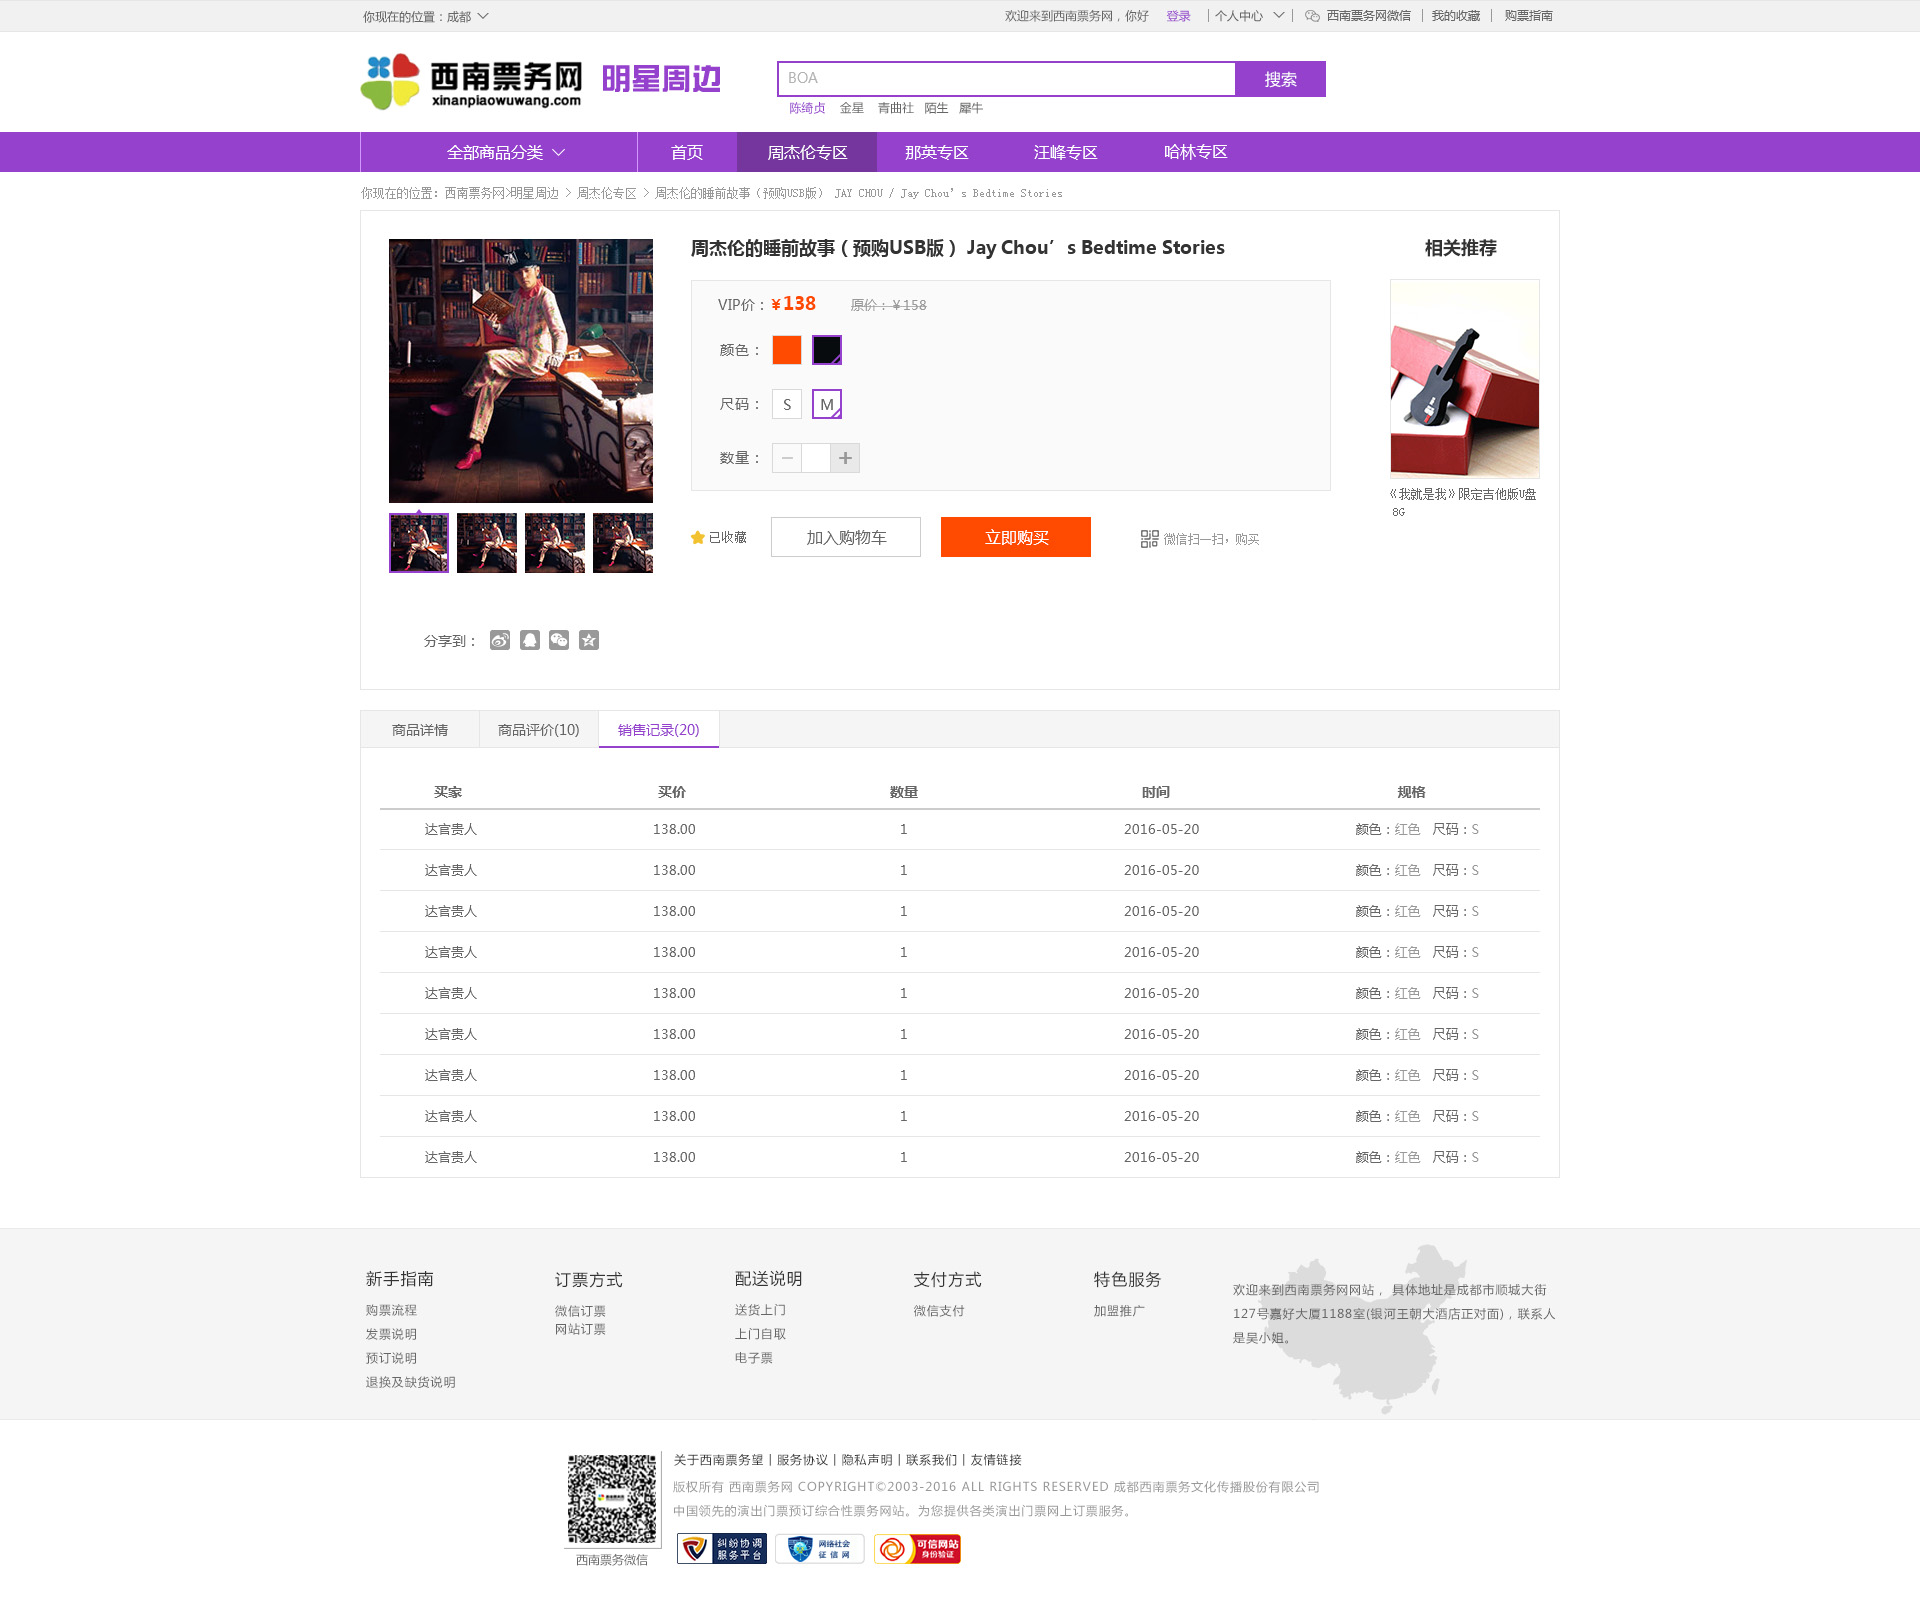 你现在的位置：成都
欢迎来到西南票务网，你好 登录 | 个人中心 | 西南票务网微信 | 我的收藏 | 购票指南
西南票务网 明星周边
xinanpiaowuwang.com
BOA 搜索
陈绮贞 金星 青曲社 陌生 犀牛
全部商品分类 首页 周杰伦专区 那英专区 汪峰专区 哈林专区
你现在的位置：西南票务网>明星周边 > 周杰伦专区 > 周杰伦的睡前故事（预购USB版） JAY CHOU / Jay Chou’s Bedtime Stories
周杰伦的睡前故事（预购USB版） Jay Chou’s Bedtime Stories
VIP价：¥138 原价：¥158
颜色：
尺码： S M
数量： − +
已收藏 加入购物车 立即购买 微信扫一扫，购买
分享到：
相关推荐
《我就是我》限定吉他版U盘
8G
商品详情 商品评价(10) 销售记录(20)
买家 买价 数量 时间 规格
达官贵人 138.00 1 2016-05-20 颜色：红色 尺码：S
达官贵人 138.00 1 2016-05-20 颜色：红色 尺码：S
达官贵人 138.00 1 2016-05-20 颜色：红色 尺码：S
达官贵人 138.00 1 2016-05-20 颜色：红色 尺码：S
达官贵人 138.00 1 2016-05-20 颜色：红色 尺码：S
达官贵人 138.00 1 2016-05-20 颜色：红色 尺码：S
达官贵人 138.00 1 2016-05-20 颜色：红色 尺码：S
达官贵人 138.00 1 2016-05-20 颜色：红色 尺码：S
达官贵人 138.00 1 2016-05-20 颜色：红色 尺码：S
新手指南
购票流程
发票说明
预订说明
退换及缺货说明
订票方式
微信订票
网站订票
配送说明
送货上门
上门自取
电子票
支付方式
微信支付
特色服务
加盟推广
欢迎来到西南票务网网站， 具体地址是成都市顺城大街
127号嘉好大厦1188室(银河王朝大酒店正对面)，联系人
是吴小姐。
西南票务微信
关于西南票务望 | 服务协议 | 隐私声明 | 联系我们 | 友情链接
版权所有 西南票务网 COPYRIGHT©2003-2016 ALL RIGHTS RESERVED 成都西南票务文化传播股份有限公司
中国领先的演出门票预订综合性票务网站。为您提供各类演出门票网上订票服务。
纠纷协调
服务平台
网络社会
征信网
可信网站
身份验证